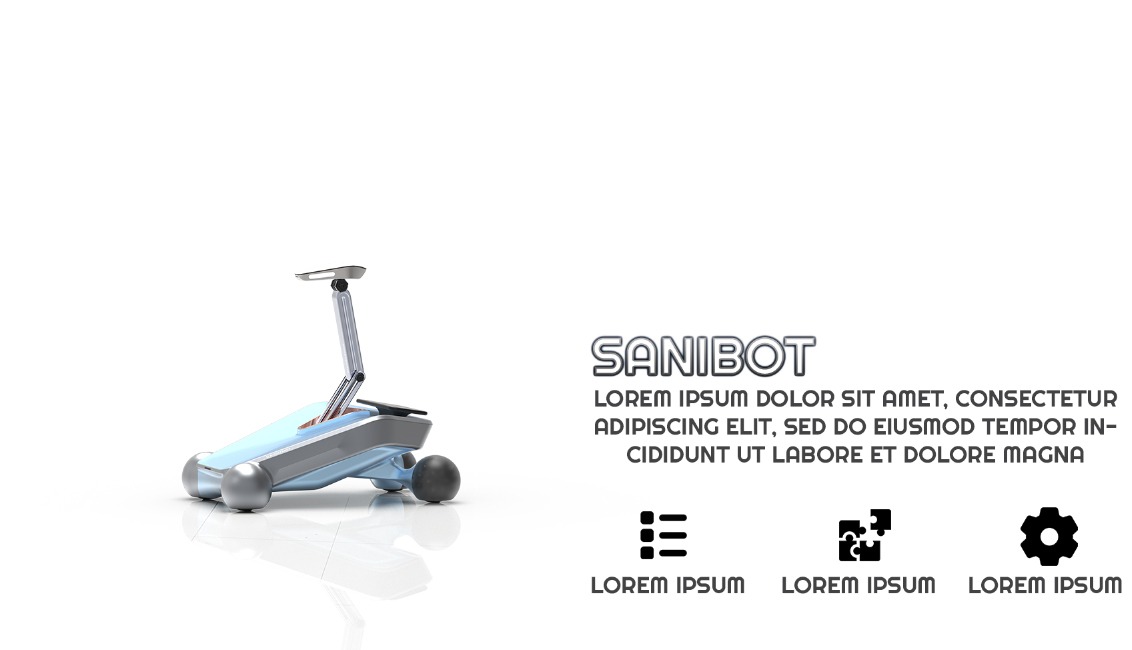 SANIBOT
LOREM IPSUM DOLOR SIT AMET, CONSECTETUR
ADIPISCING ELIT, SED DO EIUSMOD TEMPOR IN-
CIDIDUNT UT LABORE ET DOLORE MAGNA
LOREM IPSUM
LOREM IPSUM
LOREM IPSUM